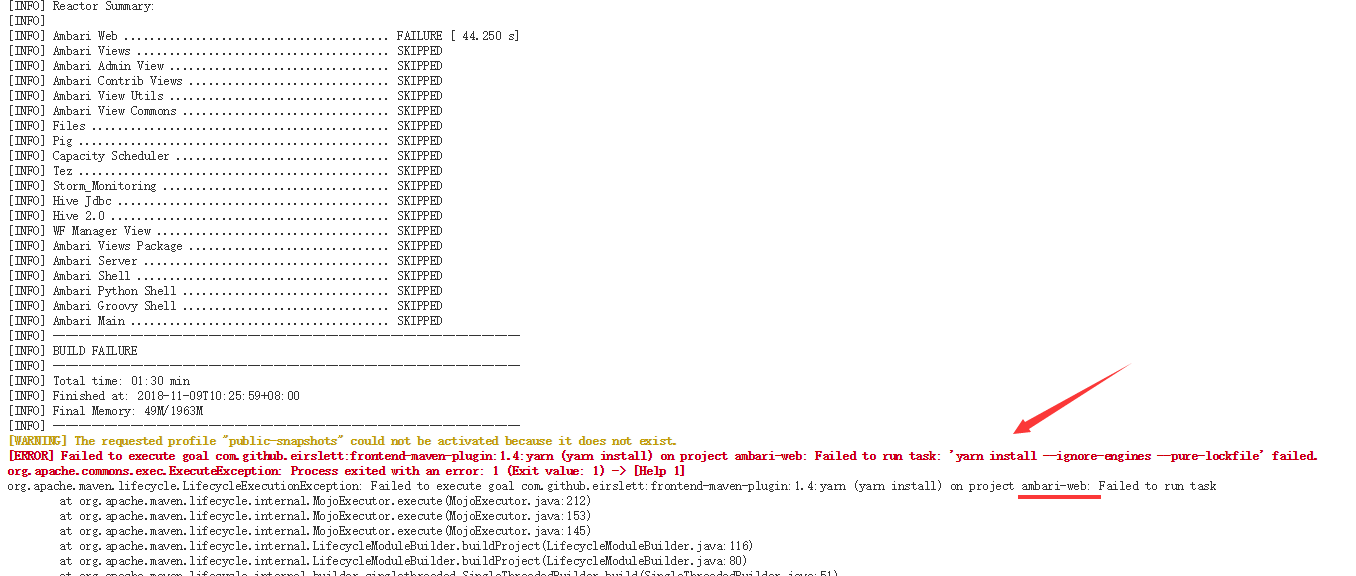 [INFO] Reactor Summary:
[INFO]
[INFO] Ambari Web ......................................... FAILURE [ 44.250 s]
[INFO] Ambari Views ....................................... SKIPPED
[INFO] Ambari Admin View .................................. SKIPPED
[INFO] Ambari Contrib Views ............................... SKIPPED
[INFO] Ambari View Utils .................................. SKIPPED
[INFO] Ambari View Commons ................................ SKIPPED
[INFO] Files .............................................. SKIPPED
[INFO] Pig ................................................ SKIPPED
[INFO] Capacity Scheduler ................................. SKIPPED
[INFO] Tez ................................................ SKIPPED
[INFO] Storm_Monitoring ................................... SKIPPED
[INFO] Hive Jdbc .......................................... SKIPPED
[INFO] Hive 2.0 ........................................... SKIPPED
[INFO] WF Manager View .................................... SKIPPED
[INFO] Ambari Views Package ............................... SKIPPED
[INFO] Ambari Server ...................................... SKIPPED
[INFO] Ambari Shell ....................................... SKIPPED
[INFO] Ambari Python Shell ................................ SKIPPED
[INFO] Ambari Groovy Shell ................................ SKIPPED
[INFO] Ambari Main ........................................ SKIPPED
[INFO] ------------------------------------------------------------------------
[INFO] BUILD FAILURE
[INFO] ------------------------------------------------------------------------
[INFO] Total time: 01:30 min
[INFO] Finished at: 2018-11-09T10:25:59+08:00
[INFO] Final Memory: 49M/1963M
[INFO] ------------------------------------------------------------------------
[WARNING] The requested profile "public-snapshots" could not be activated because it does not exist.
[ERROR] Failed to execute goal com.github.eirslett:frontend-maven-plugin:1.4:yarn (yarn install) on project ambari-web: Failed to run task: 'yarn install --ignore-engines --pure-lockfile' failed.
org.apache.commons.exec.ExecuteException: Process exited with an error: 1 (Exit value: 1) -> [Help 1]
org.apache.maven.lifecycle.LifecycleExecutionException: Failed to execute goal com.github.eirslett:frontend-maven-plugin:1.4:yarn (yarn install) on project ambari-web: Failed to run task
at org.apache.maven.lifecycle.internal.MojoExecutor.execute(MojoExecutor.java:212)
at org.apache.maven.lifecycle.internal.MojoExecutor.execute(MojoExecutor.java:153)
at org.apache.maven.lifecycle.internal.MojoExecutor.execute(MojoExecutor.java:145)
at org.apache.maven.lifecycle.internal.LifecycleModuleBuilder.buildProject(LifecycleModuleBuilder.java:116)
at org.apache.maven.lifecycle.internal.LifecycleModuleBuilder.buildProject(LifecycleModuleBuilder.java:80)
at org.apache.maven.lifecycle.internal.builder.singlethreaded.SingleThreadedBuilder.build(SingleThreadedBuilder.java:51)